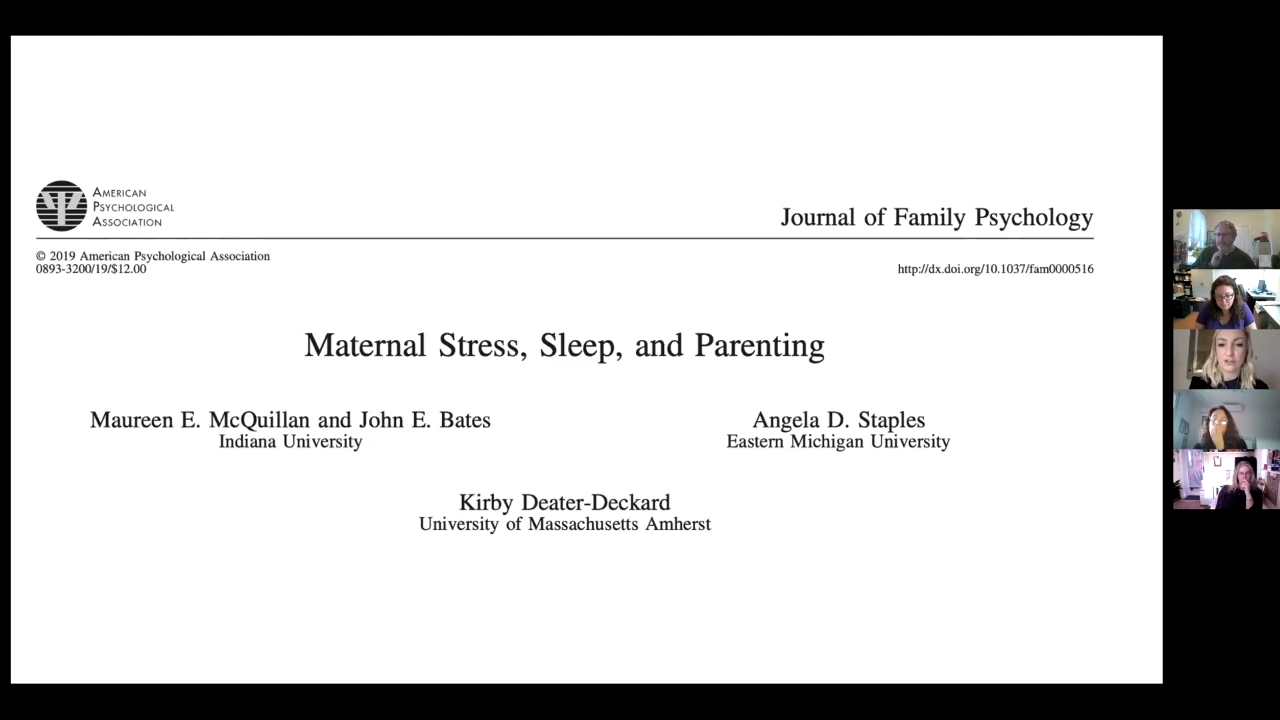 AMERICAN
PSYCHOLOGICAL
ASSOCIATION
Journal of Family Psychology
© 2019 American Psychological Association
0893-3200/19/$12.00
http://dx.doi.org/10.1037/fam0000516
Maternal Stress, Sleep, and Parenting
Maureen E. McQuillan and John E. Bates
Indiana University
Angela D. Staples
Eastern Michigan University
Kirby Deater-Deckard
University of Massachusetts Amherst